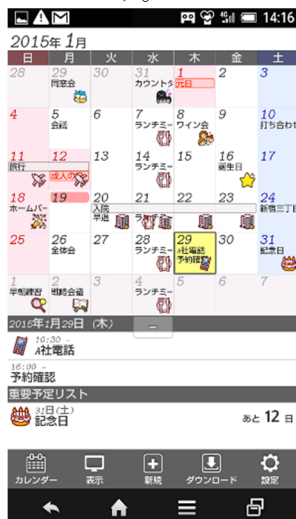 14:16
2015年 1月
日 月 火 水 木 金 土
28 29 30 31 1 2 3
同窓会 カウントダ 元日
4 5 6 7 8 9 10
会話 ランチミー ワイン会 打ち合わせ
11 12 13 14 15 16 17
旅行 成人の ランチミー 誕生日
18 19 20 21 22 23 24
ホームパー 入院 新宿三丁目
早退
25 26 27 28 29 30 31
全体会 ランチミー A社電話 記念日
予約確認
1 2 3 4 5 6 7
早朝練習 戦略会議 ランチミー
2015年1月29日 (木)
10:30 -
A社電話
16:00 -
予約確認
重要予定リスト
31日(土)
記念日 あと 12 日
カレンダー 表示 新規 ダウンロード 設定